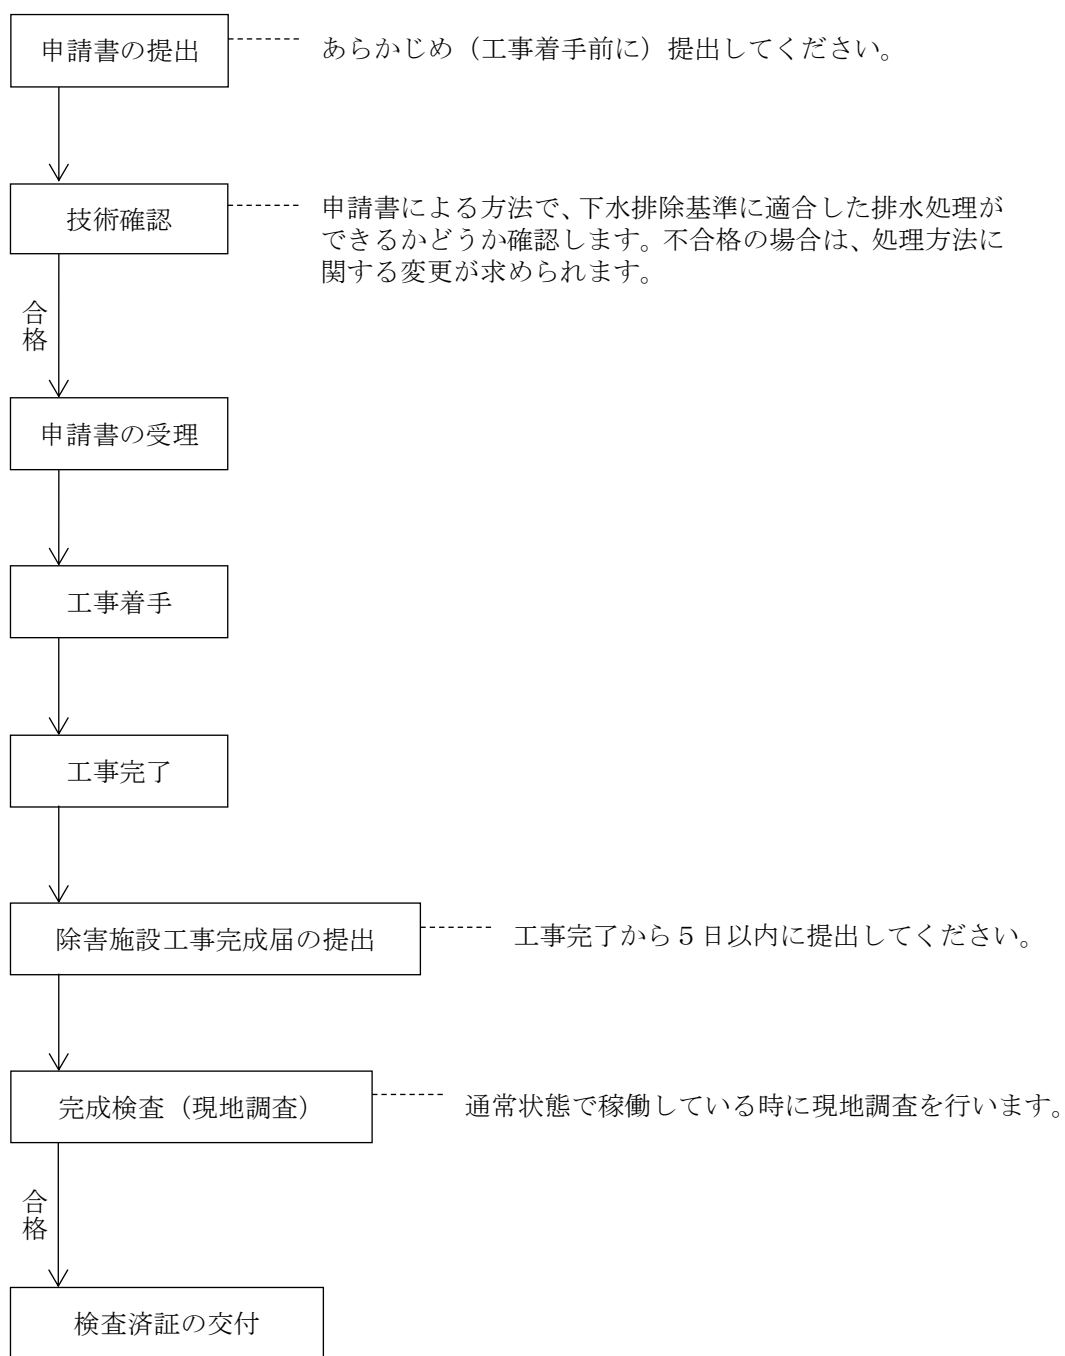 申請書の提出
あらかじめ（工事着手前に）提出してください。
技術確認
申請書による方法で、下水排除基準に適合した排水処理が
できるかどうか確認します。不合格の場合は、処理方法に
関する変更が求められます。
合格
申請書の受理
工事着手
工事完了
除害施設工事完成届の提出
工事完了から５日以内に提出してください。
完成検査（現地調査）
通常状態で稼働している時に現地調査を行います。
合格
検査済証の交付